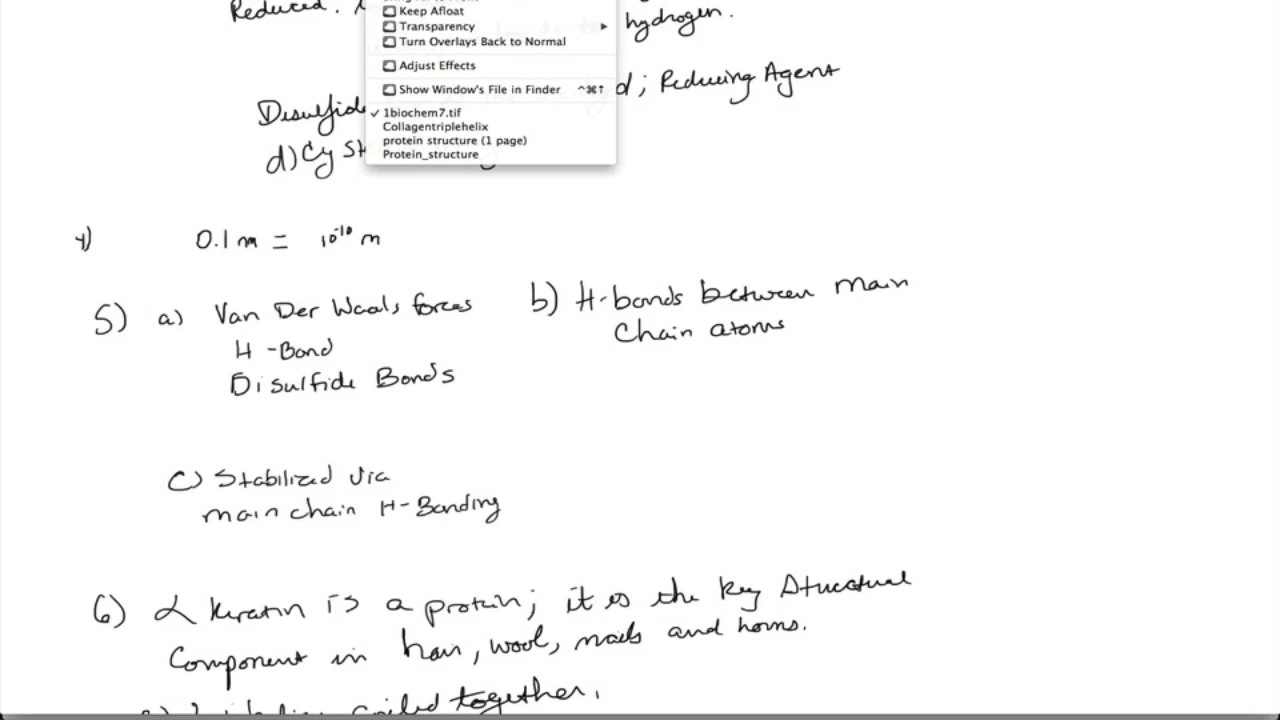 Reduced.
Keep Afloat
Transparency
hydrogen.
Turn Overlays Back to Normal
Adjust Effects
Show Window's File in Finder ^⌘↑
Disulfide d; Reducing Agent
✓ 1biochem7.tif
Collagentriplehelix
protein structure (1 page)
Protein_structure
d) Cyst
4) 0.1 m = 10^-10 m
5) a) Van Der Waals forces
H-Bond
Disulfide Bonds
b) H-bonds between main
Chain atoms
c) Stabilized via
main chain H-Bonding
6) α keratin is a protein; it is the key Structural
Component in hair, wool, nails and horns.
coiled together.